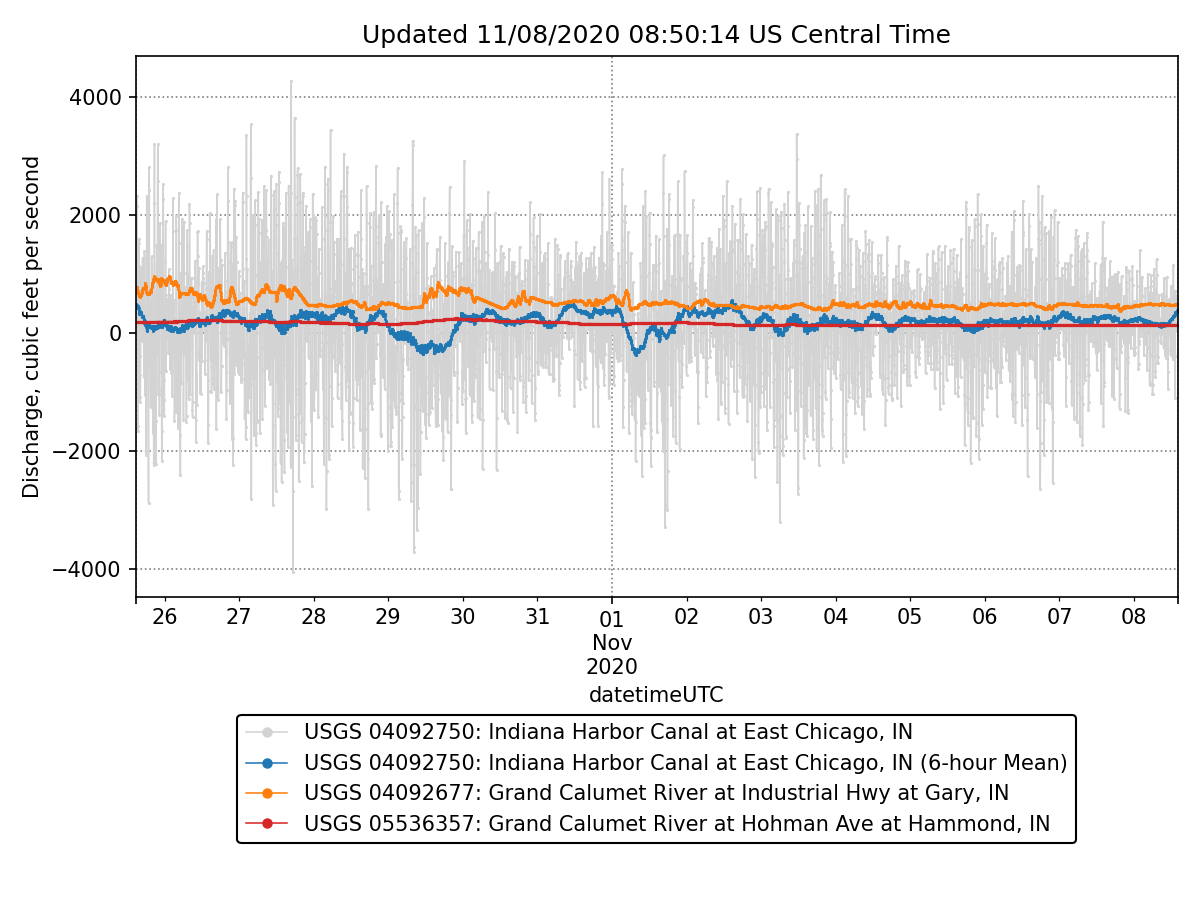 Updated 11/08/2020 08:50:14 US Central Time
Discharge, cubic feet per second
4000
2000
0
−2000
−4000
26 27 28 29 30 31 01 02 03 04 05 06 07 08
Nov
2020
datetimeUTC
USGS 04092750: Indiana Harbor Canal at East Chicago, IN
USGS 04092750: Indiana Harbor Canal at East Chicago, IN (6-hour Mean)
USGS 04092677: Grand Calumet River at Industrial Hwy at Gary, IN
USGS 05536357: Grand Calumet River at Hohman Ave at Hammond, IN